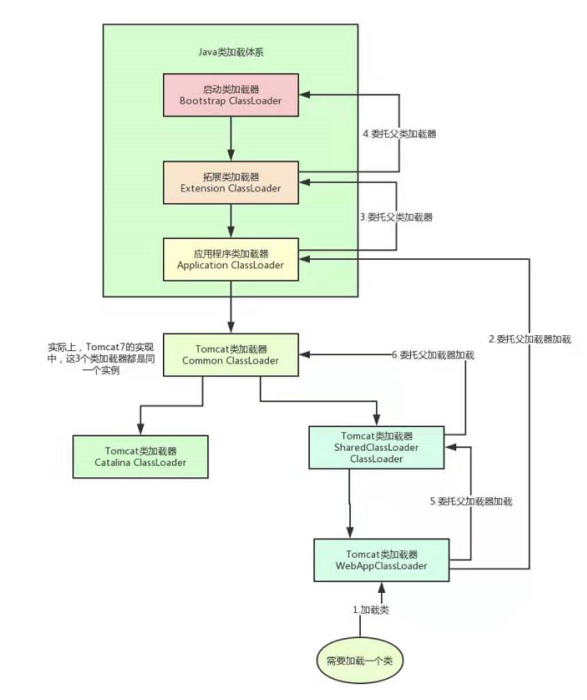 Java类加载体系
启动类加载器
Bootstrap ClassLoader
4.委托父类加载器
拓展类加载器
Extension ClassLoader
3.委托父类加载器
应用程序类加载器
Application ClassLoader
2.委托父加载器加载
实际上，Tomcat7的实现
中，这3个类加载器都是同
一个实例
Tomcat类加载器
Common ClassLoader
6.委托父加载器加载
Tomcat类加载器
Catalina ClassLoader
Tomcat类加载器
SharedClassLoader
ClassLoader
5.委托父加载器加载
Tomcat类加载器
WebAppClassLoader
1.加载类
需要加载一个类